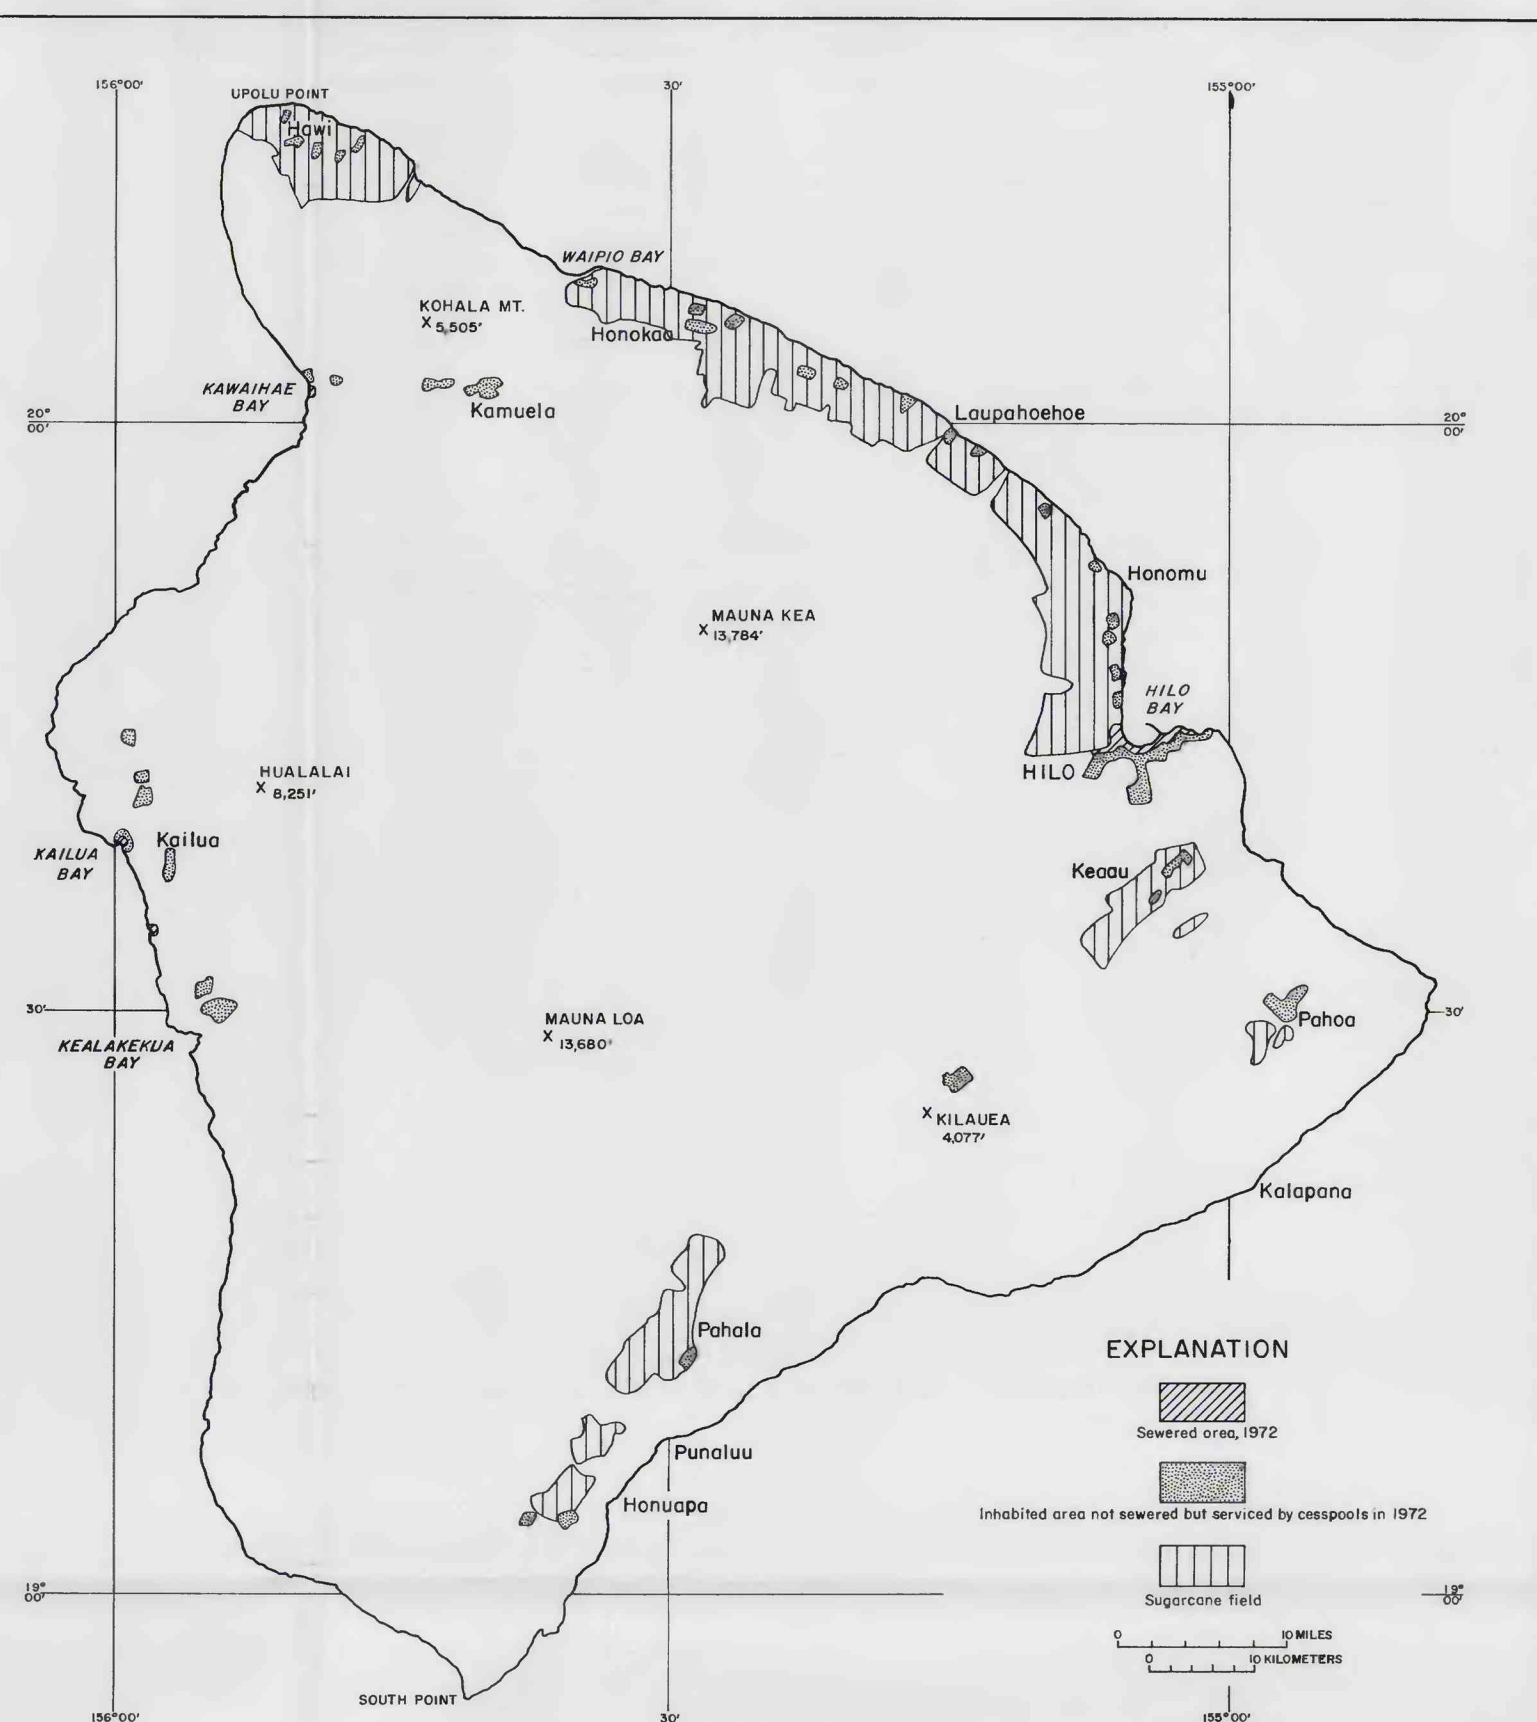 156°00'
30'
155°00'
UPOLU POINT
Hawi
WAIPIO BAY
KOHALA MT.
X 5,505'
Honokaa
KAWAIHAE
BAY
Kamuela
20°
00'
Laupahoehoe
20°
00'
Honomu
MAUNA KEA
X 13,784'
HILO
BAY
HUALALAI
X 8,251'
HILO
Kailua
KAILUA
BAY
Keaau
30'
MAUNA LOA
X 13,680'
30'
Pahoa
KEALAKEKUA
BAY
X KILAUEA
4,077'
Kalapana
Pahala
EXPLANATION
Sewered area, 1972
Punaluu
Honuapa
Inhabited area not sewered but serviced by cesspools in 1972
19°
00'
19°
00'
Sugarcane field
0 10 MILES
0 10 KILOMETERS
SOUTH POINT
156°00'
30'
155°00'